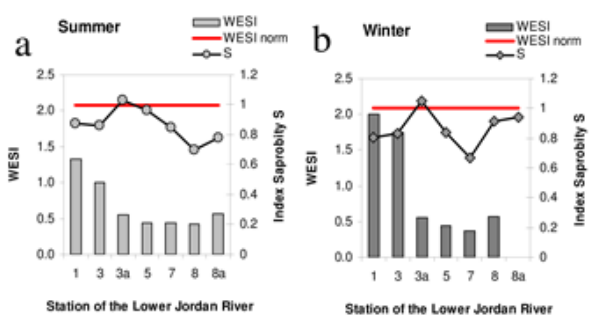 a
Summer
WESI
WESI norm
S
2.5
2.0
1.5
1.0
0.5
0.0
WESI
1.2
1
0.8
0.6
0.4
0.2
0
Index Saprobity S
1 3 3a 5 7 8 8a
Station of the Lower Jordan River
b
Winter
WESI
WESI norm
S
2.5
2.0
1.5
1.0
0.5
0.0
WESI
1.2
1
0.8
0.6
0.4
0.2
0
Index Saprobity S
1 3 3a 5 7 8 8a
Station of the Lower Jordan River